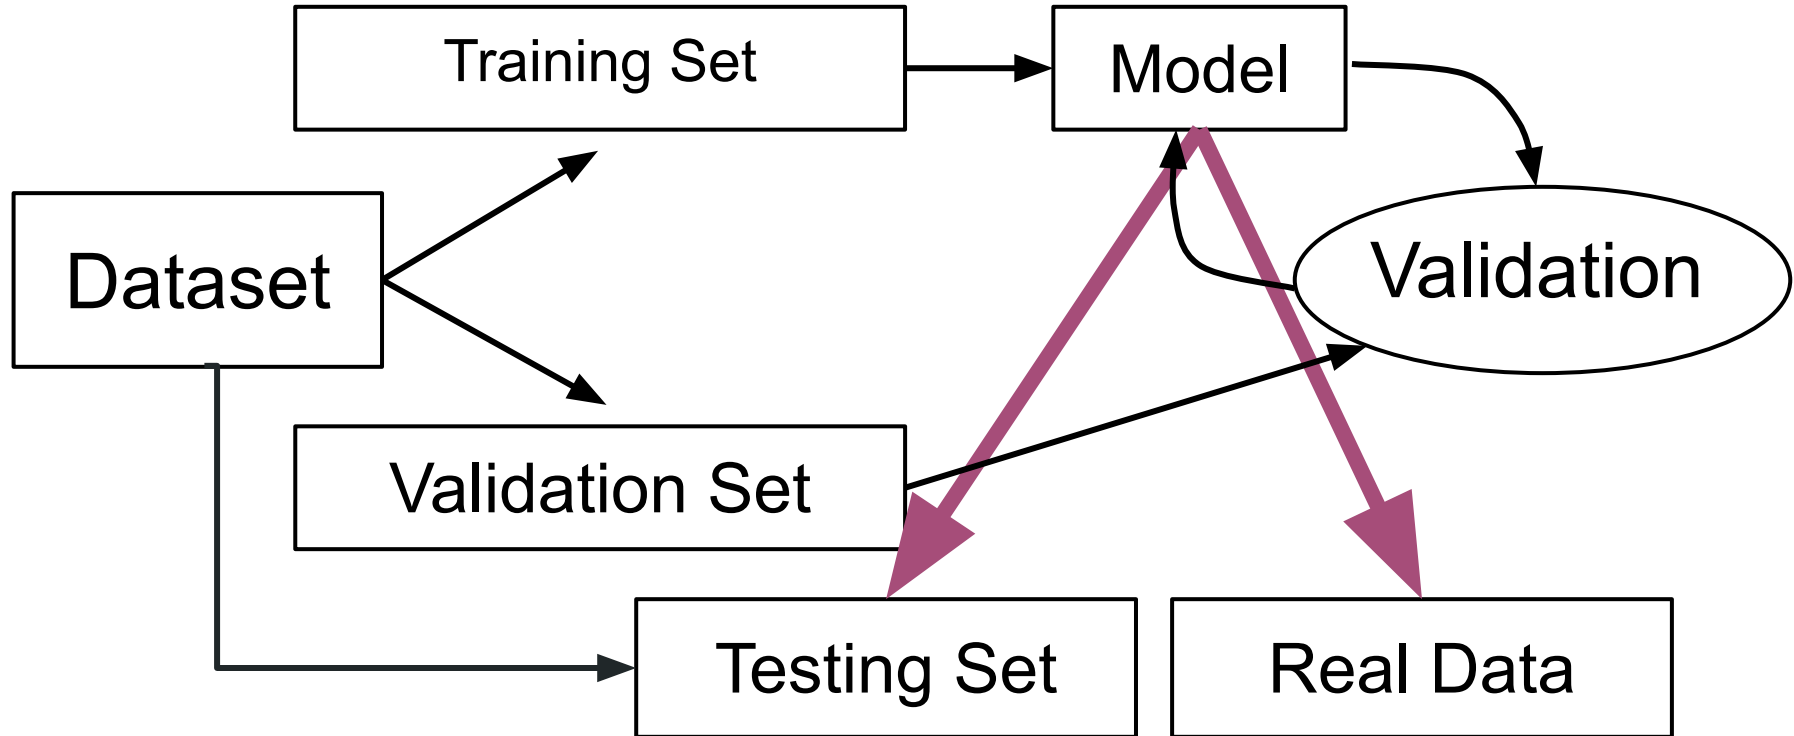 Training Set
Model
Dataset
Validation
Validation Set
Testing Set
Real Data